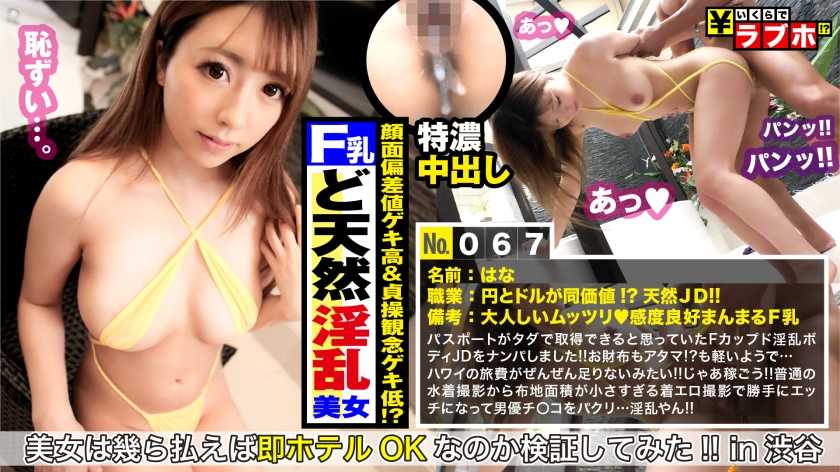 恥ずい…。
あっ♥
特濃
中出し
¥いくらで
ラブホ!?
パンッ!!
パンッ!!
あっ♥
顔面偏差値ゲキ高&貞操観念ゲキ低!?
F乳
ど天然淫乱
美女
No.067
名前：はな
職業：円とドルが同価値!?天然JD!!
備考：大人しいムッツリ♥感度良好まんまるF乳
パスポートがタダで取得できると思っていたFカップド淫乱ボ
ディJDをナンパしました!!お財布もアタマ!?も軽いようで…
ハワイの旅費がぜんぜん足りないみたい!!じゃあ稼ごう!!普通の
水着撮影から布地面積が小さすぎる着エロ撮影で勝手にエッ
チになって男優チ〇コをパクリ…淫乱やん!!
美女は幾ら払えば即ホテルOKなのか検証してみた!! in 渋谷